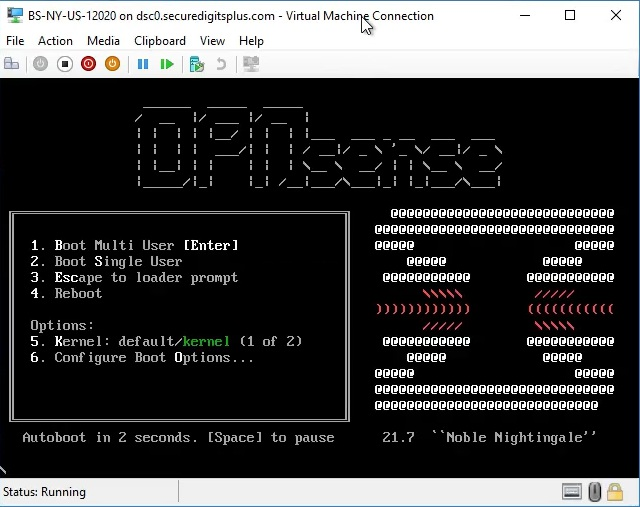 BS-NY-US-12020 on dsc0.securedigitsplus.com - Virtual Machine Connection
File Action Media Clipboard View Help
OPNsense
1. Boot Multi User [Enter]
2. Boot Single User
3. Escape to loader prompt
4. Reboot
Options:
5. Kernel: default/kernel (1 of 2)
6. Configure Boot Options...
Autoboot in 2 seconds. [Space] to pause
21.7 ``Noble Nightingale''
Status: Running